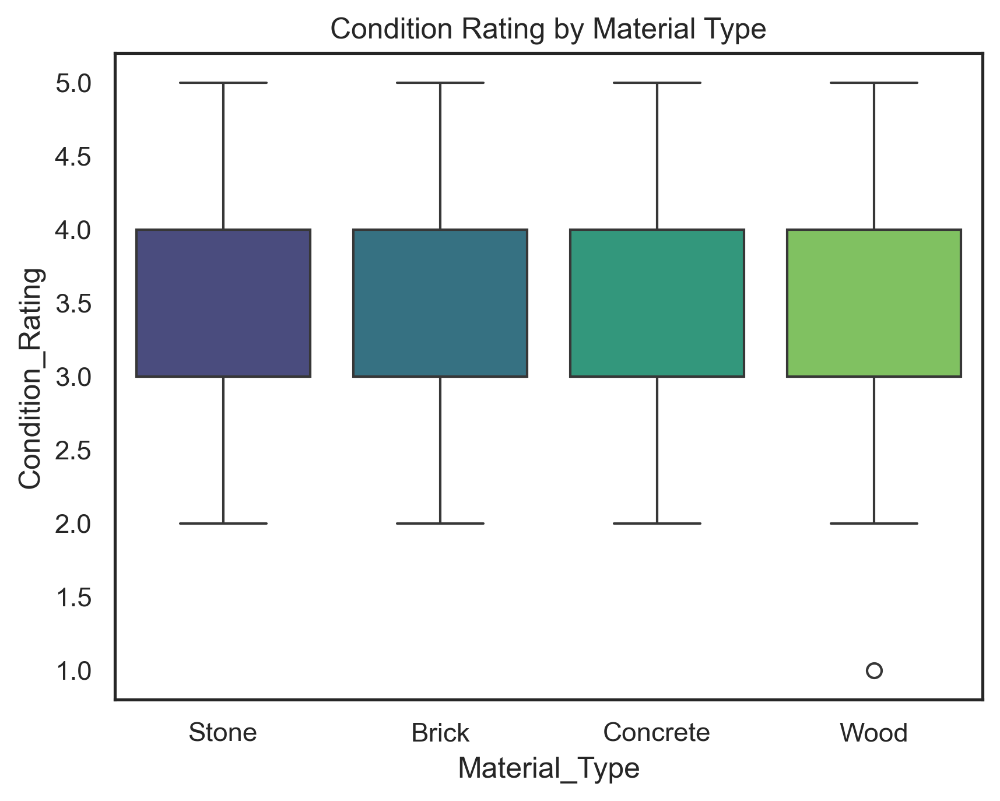 Condition Rating by Material Type
5.0
4.5
4.0
3.5
3.0
2.5
2.0
1.5
1.0
Condition_Rating
Stone Brick Concrete Wood
Material_Type